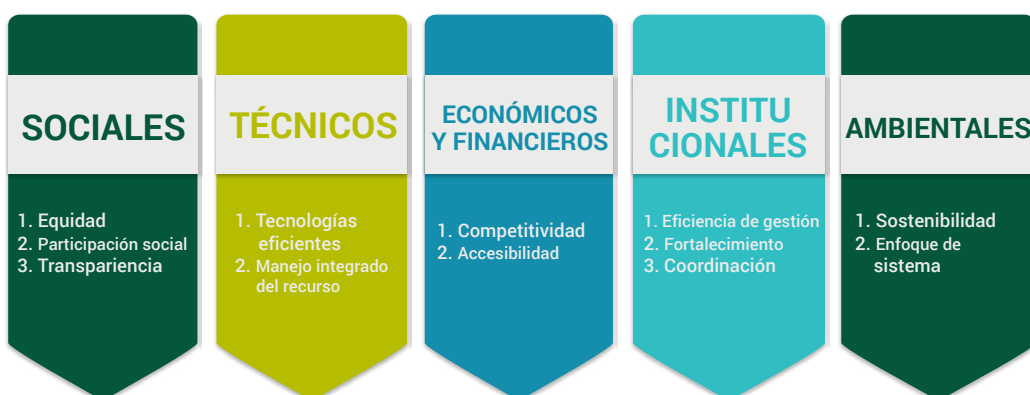 SOCIALES
1. Equidad
2. Participación social
3. Transpariencia
TÉCNICOS
1. Tecnologías
eficientes
2. Manejo integrado
del recurso
ECONÓMICOS
Y FINANCIEROS
1. Competitividad
2. Accesibilidad
INSTITU
CIONALES
1. Eficiencia de gestión
2. Fortalecimiento
3. Coordinación
AMBIENTALES
1. Sostenibilidad
2. Enfoque de
sistema